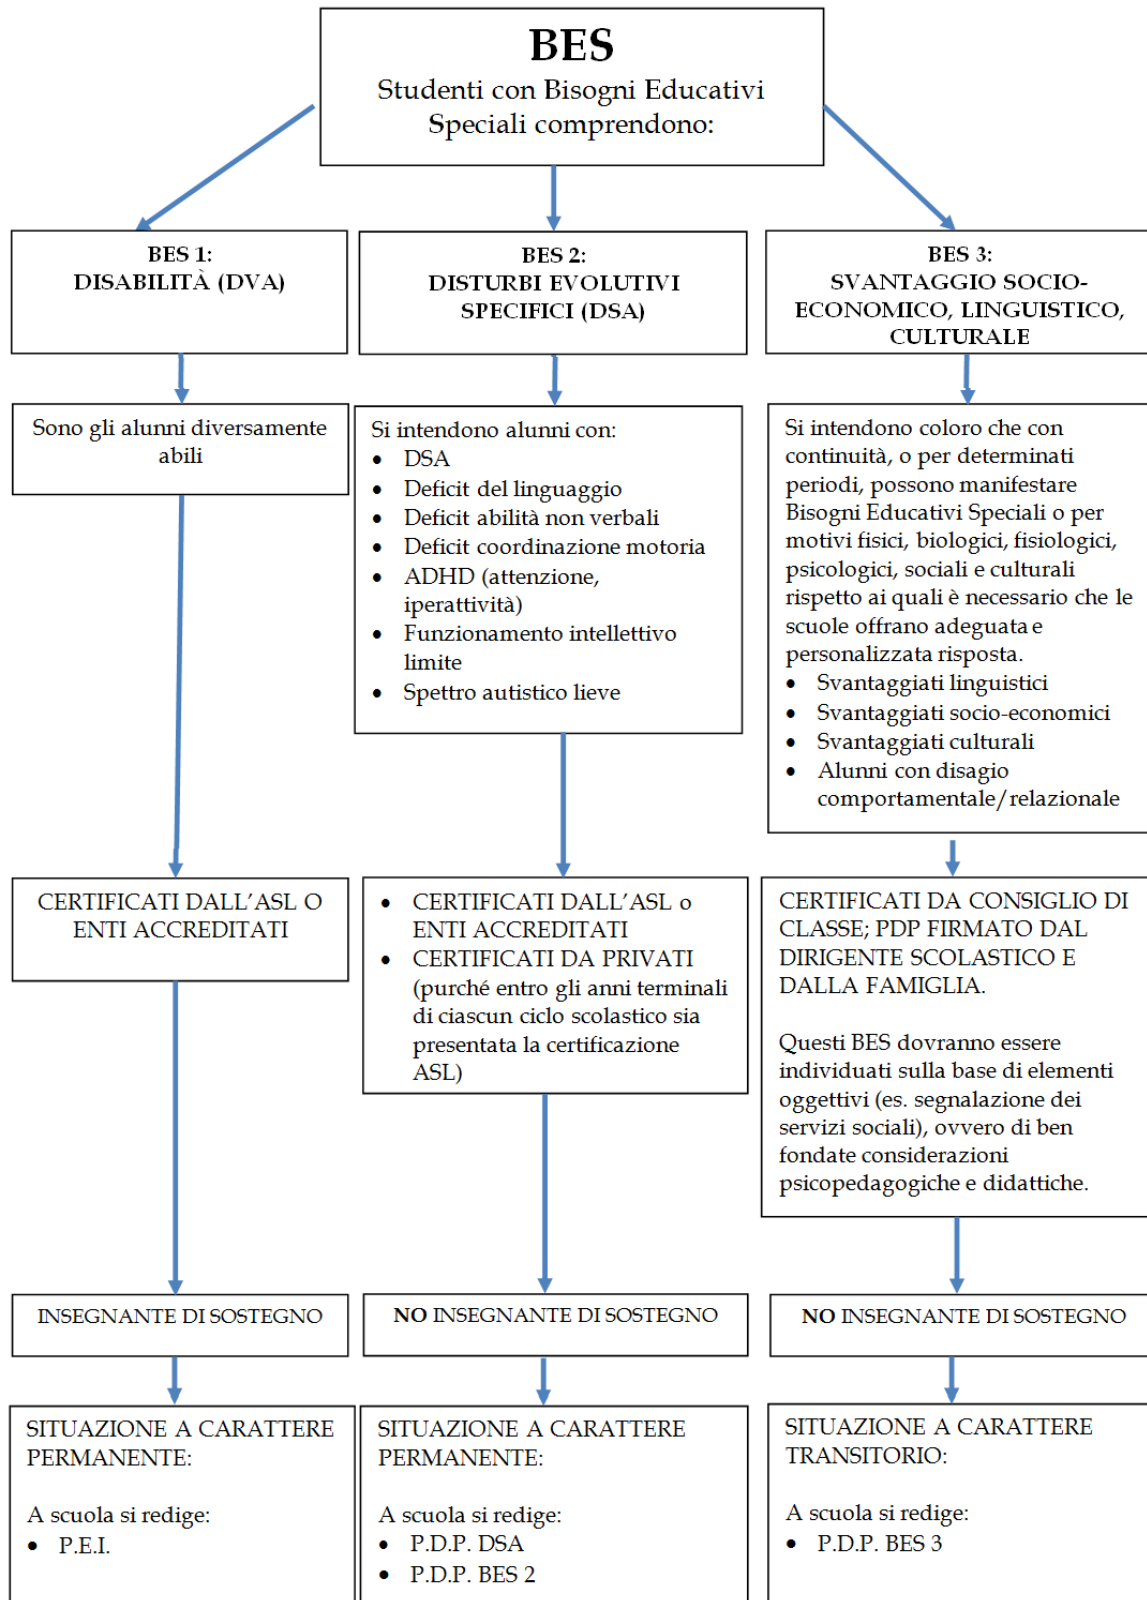 BES
Studenti con Bisogni Educativi
Speciali comprendono:
BES 1:
DISABILITÀ (DVA)
BES 2:
DISTURBI EVOLUTIVI
SPECIFICI (DSA)
BES 3:
SVANTAGGIO SOCIO-
ECONOMICO, LINGUISTICO,
CULTURALE
Sono gli alunni diversamente
abili
Si intendono alunni con:
• DSA
• Deficit del linguaggio
• Deficit abilità non verbali
• Deficit coordinazione motoria
• ADHD (attenzione,
iperattività)
• Funzionamento intellettivo
limite
• Spettro autistico lieve
Si intendono coloro che con
continuità, o per determinati
periodi, possono manifestare
Bisogni Educativi Speciali o per
motivi fisici, biologici, fisiologici,
psicologici, sociali e culturali
rispetto ai quali è necessario che le
scuole offrano adeguata e
personalizzata risposta.
• Svantaggiati linguistici
• Svantaggiati socio-economici
• Svantaggiati culturali
• Alunni con disagio
comportamentale/relazionale
CERTIFICATI DALL'ASL O
ENTI ACCREDITATI
• CERTIFICATI DALL'ASL o
ENTI ACCREDITATI
• CERTIFICATI DA PRIVATI
(purché entro gli anni terminali
di ciascun ciclo scolastico sia
presentata la certificazione
ASL)
CERTIFICATI DA CONSIGLIO DI
CLASSE; PDP FIRMATO DAL
DIRIGENTE SCOLASTICO E
DALLA FAMIGLIA.
Questi BES dovranno essere
individuati sulla base di elementi
oggettivi (es. segnalazione dei
servizi sociali), ovvero di ben
fondate considerazioni
psicopedagogiche e didattiche.
INSEGNANTE DI SOSTEGNO
NO INSEGNANTE DI SOSTEGNO
NO INSEGNANTE DI SOSTEGNO
SITUAZIONE A CARATTERE
PERMANENTE:
A scuola si redige:
• P.E.I.
SITUAZIONE A CARATTERE
PERMANENTE:
A scuola si redige:
• P.D.P. DSA
• P.D.P. BES 2
SITUAZIONE A CARATTERE
TRANSITORIO:
A scuola si redige:
• P.D.P. BES 3